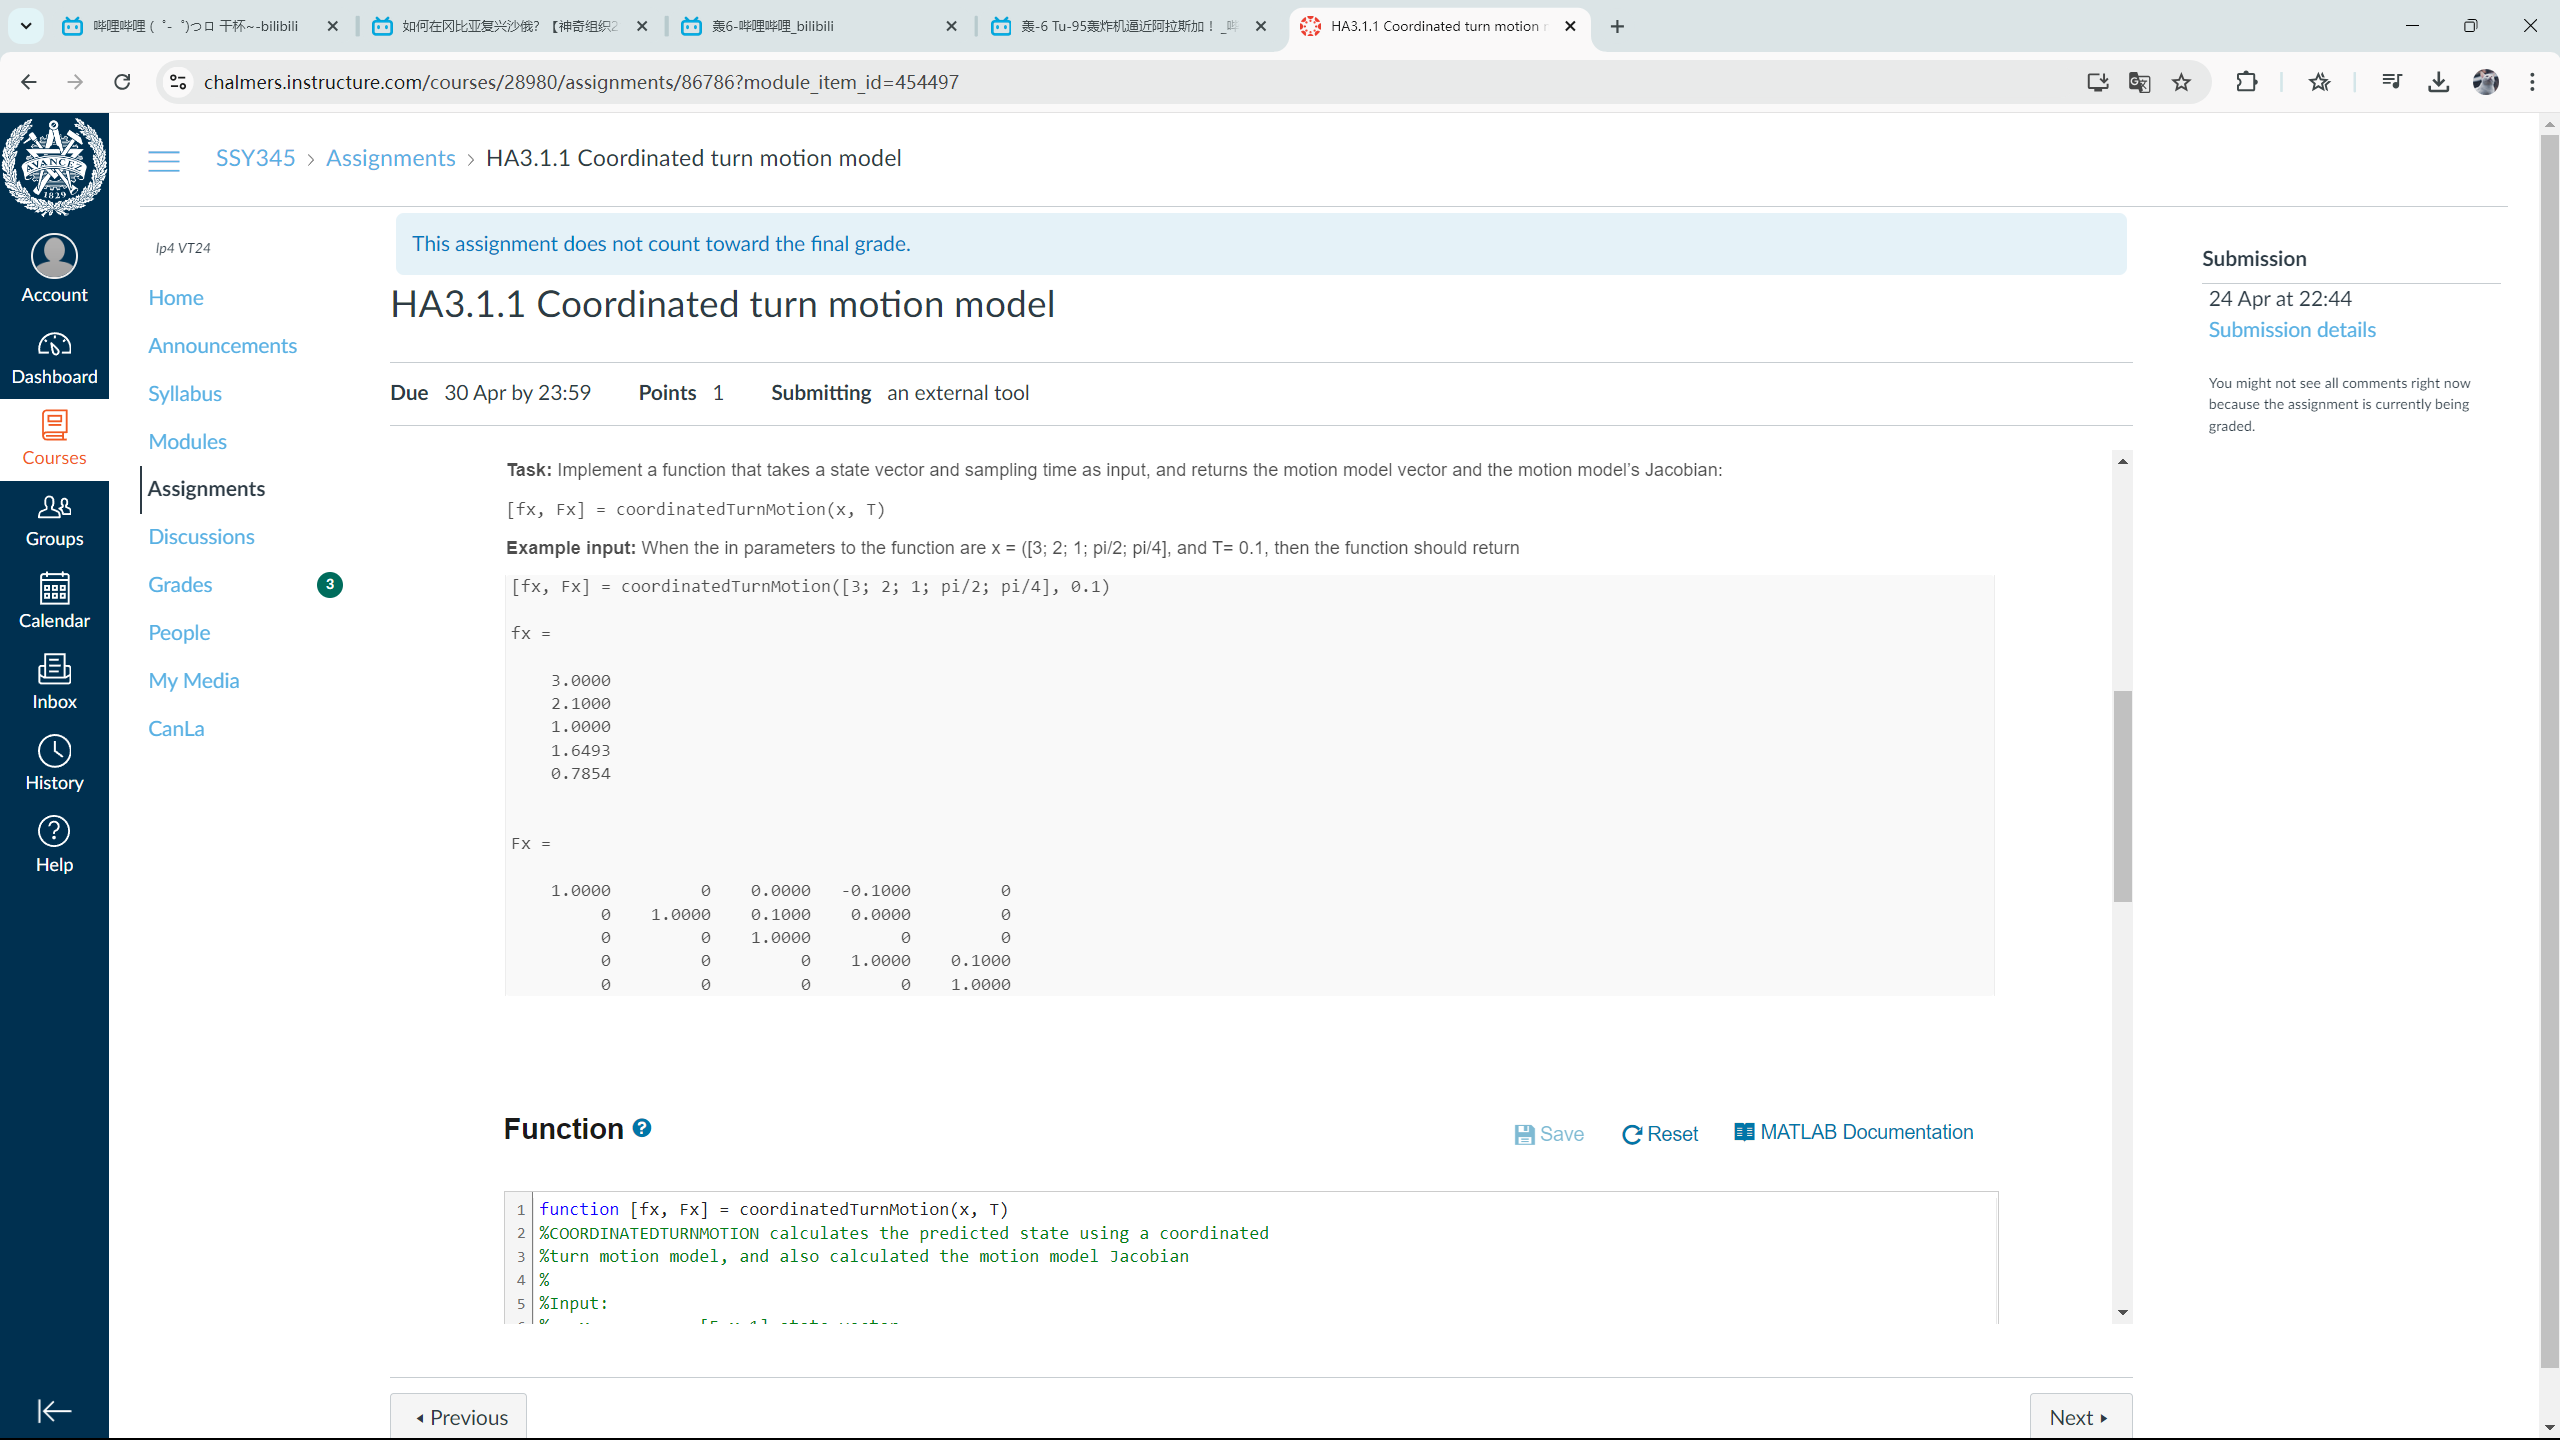 哔哩哔哩 ( ゜- ゜)つロ 干杯~-bilibili
如何在冈比亚复兴沙俄？【神奇组织2
轰6-哔哩哔哩_bilibili
轰-6 Tu-95轰炸机逼近阿拉斯加！_哔
HA3.1.1 Coordinated turn motion
chalmers.instructure.com/courses/28980/assignments/86786?module_item_id=454497
AVANCEZ
1829
Account
Dashboard
Courses
Groups
Calendar
Inbox
History
Help
SSY345 › Assignments › HA3.1.1 Coordinated turn motion model
lp4 VT24
Home
Announcements
Syllabus
Modules
Assignments
Discussions
Grades 3
People
My Media
CanLa
This assignment does not count toward the final grade.
HA3.1.1 Coordinated turn motion model
Due 30 Apr by 23:59 Points 1 Submitting an external tool
Task: Implement a function that takes a state vector and sampling time as input, and returns the motion model vector and the motion model's Jacobian:
[fx, Fx] = coordinatedTurnMotion(x, T)
Example input: When the in parameters to the function are x = ([3; 2; 1; pi/2; pi/4], and T= 0.1, then the function should return
[fx, Fx] = coordinatedTurnMotion([3; 2; 1; pi/2; pi/4], 0.1)
fx =
3.0000
2.1000
1.0000
1.6493
0.7854
Fx =
1.0000 0 0.0000 -0.1000 0
0 1.0000 0.1000 0.0000 0
0 0 1.0000 0 0
0 0 0 1.0000 0.1000
0 0 0 0 1.0000
Function ?
Save Reset MATLAB Documentation
1 function [fx, Fx] = coordinatedTurnMotion(x, T)
2 %COORDINATEDTURNMOTION calculates the predicted state using a coordinated
3 %turn motion model, and also calculated the motion model Jacobian
4 %
5 %Input:
Previous
Next
Submission
24 Apr at 22:44
Submission details
You might not see all comments right now
because the assignment is currently being
graded.